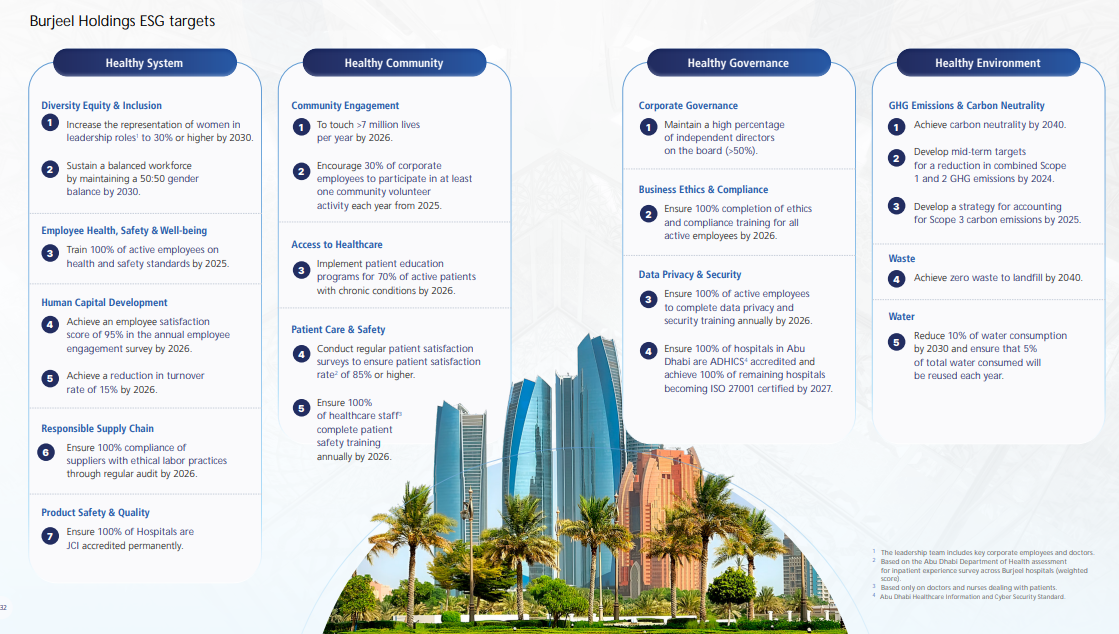 Burjeel Holdings ESG targets
Healthy System
Diversity Equity & Inclusion
1 Increase the representation of women in
leadership roles¹ to 30% or higher by 2030.
2 Sustain a balanced workforce
by maintaining a 50:50 gender
balance by 2030.
Employee Health, Safety & Well-being
3 Train 100% of active employees on
health and safety standards by 2025.
Human Capital Development
4 Achieve an employee satisfaction
score of 95% in the annual employee
engagement survey by 2026.
5 Achieve a reduction in turnover
rate of 15% by 2026.
Responsible Supply Chain
6 Ensure 100% compliance of
suppliers with ethical labor practices
through regular audit by 2026.
Product Safety & Quality
7 Ensure 100% of Hospitals are
JCI accredited permanently.
Healthy Community
Community Engagement
1 To touch >7 million lives
per year by 2026.
2 Encourage 30% of corporate
employees to participate in at least
one community volunteer
activity each year from 2025.
Access to Healthcare
3 Implement patient education
programs for 70% of active patients
with chronic conditions by 2026.
Patient Care & Safety
4 Conduct regular patient satisfaction
surveys to ensure patient satisfaction
rate² of 85% or higher.
5 Ensure 100%
of healthcare staff³
complete patient
safety training
annually by 2026.
Healthy Governance
Corporate Governance
1 Maintain a high percentage
of independent directors
on the board (>50%).
Business Ethics & Compliance
2 Ensure 100% completion of ethics
and compliance training for all
active employees by 2026.
Data Privacy & Security
3 Ensure 100% of active employees
to complete data privacy and
security training annually by 2026.
4 Ensure 100% of hospitals in Abu
Dhabi are ADHICS⁴ accredited and
achieve 100% of remaining hospitals
becoming ISO 27001 certified by 2027.
Healthy Environment
GHG Emissions & Carbon Neutrality
1 Achieve carbon neutrality by 2040.
2 Develop mid-term targets
for a reduction in combined Scope
1 and 2 GHG emissions by 2024.
3 Develop a strategy for accounting
for Scope 3 carbon emissions by 2025.
Waste
4 Achieve zero waste to landfill by 2040.
Water
5 Reduce 10% of water consumption
by 2030 and ensure that 5%
of total water consumed will
be reused each year.
¹ The leadership team includes key corporate employees and doctors.
² Based on the Abu Dhabi Department of Health assessment
for inpatient experience survey across Burjeel hospitals (weighted
score).
³ Based only on doctors and nurses dealing with patients.
⁴ Abu Dhabi Healthcare Information and Cyber Security Standard.
32